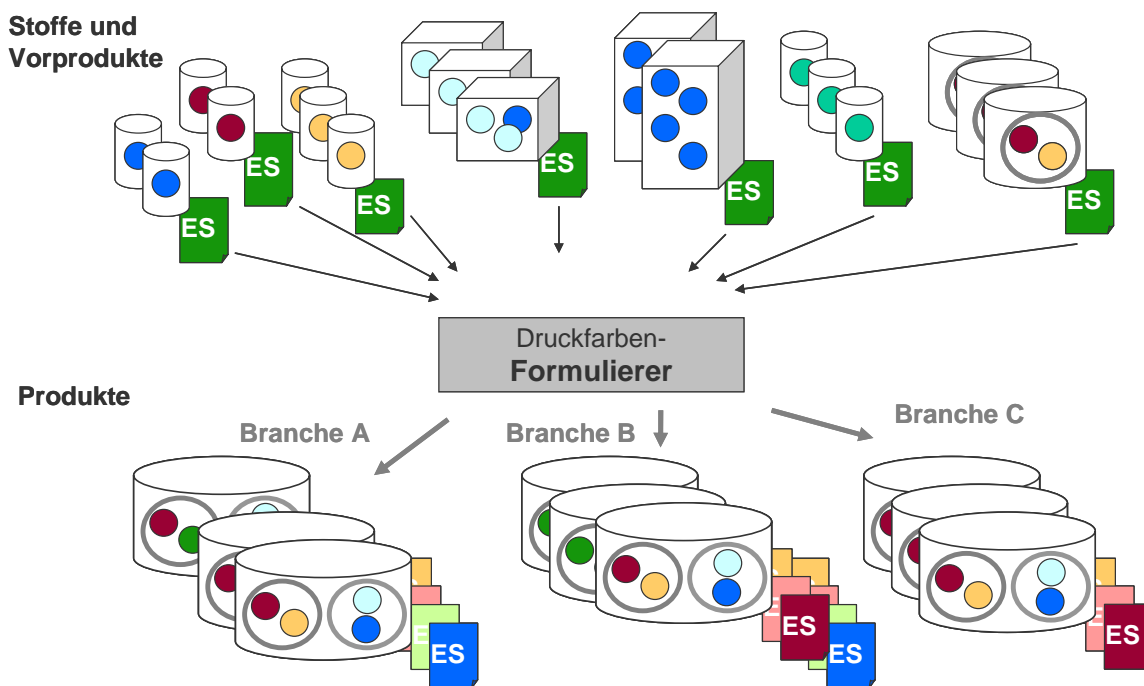 Stoffe und
Vorprodukte
ES
ES
ES
ES
ES
ES
ES
Druckfarben-
Formulierer
Produkte
Branche A
Branche B
Branche C
ES
ES
ES
ES